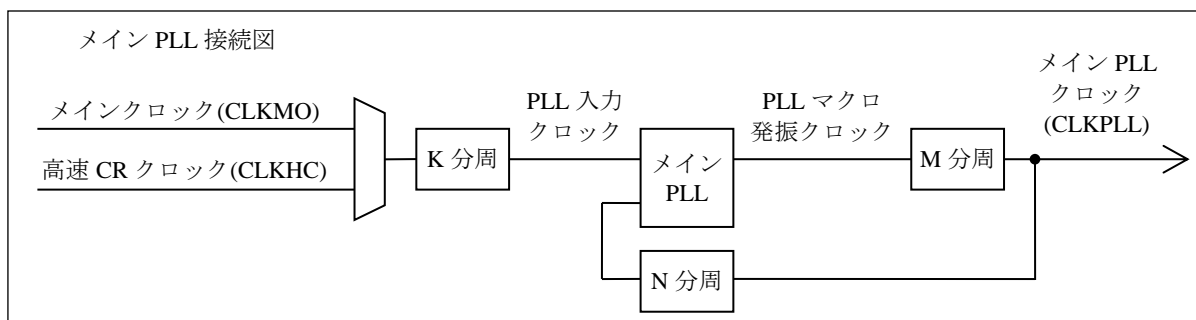 メイン PLL 接続図
メインクロック(CLKMO)
高速 CR クロック(CLKHC)
K 分周
PLL 入力
クロック
メイン
PLL
PLL マクロ
発振クロック
M 分周
N 分周
メイン PLL
クロック
(CLKPLL)